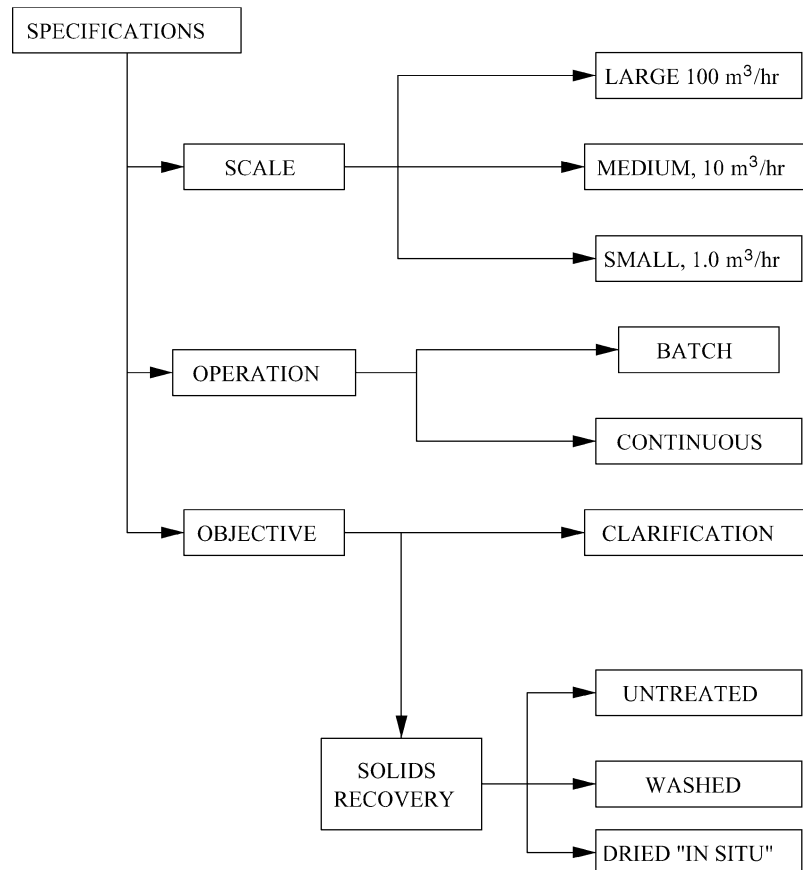 SPECIFICATIONS
LARGE 100 m³/hr
SCALE
MEDIUM, 10 m³/hr
SMALL, 1.0 m³/hr
BATCH
OPERATION
CONTINUOUS
OBJECTIVE
CLARIFICATION
UNTREATED
SOLIDS
RECOVERY
WASHED
DRIED "IN SITU"